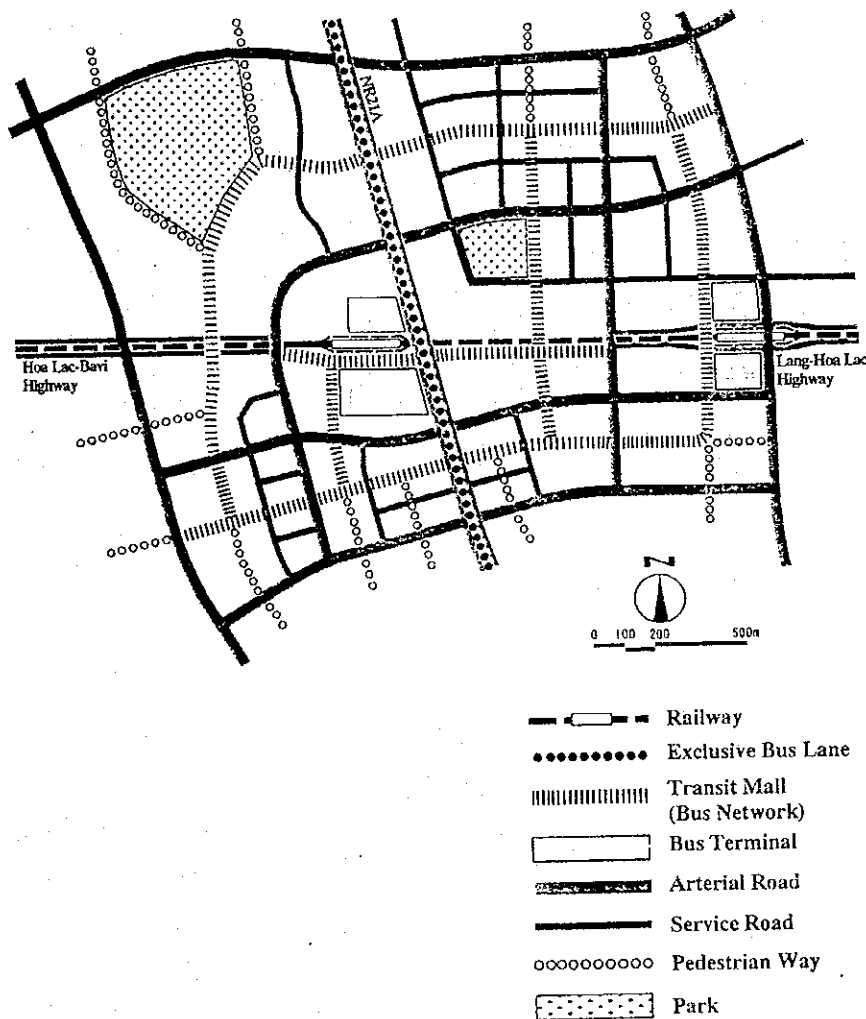 NR21A
Hoa Lac-Bavi
Highway
Lang-Hoa Lac
Highway
Z
0 100 200 500m
Railway
Exclusive Bus Lane
Transit Mall
(Bus Network)
Bus Terminal
Arterial Road
Service Road
Pedestrian Way
Park